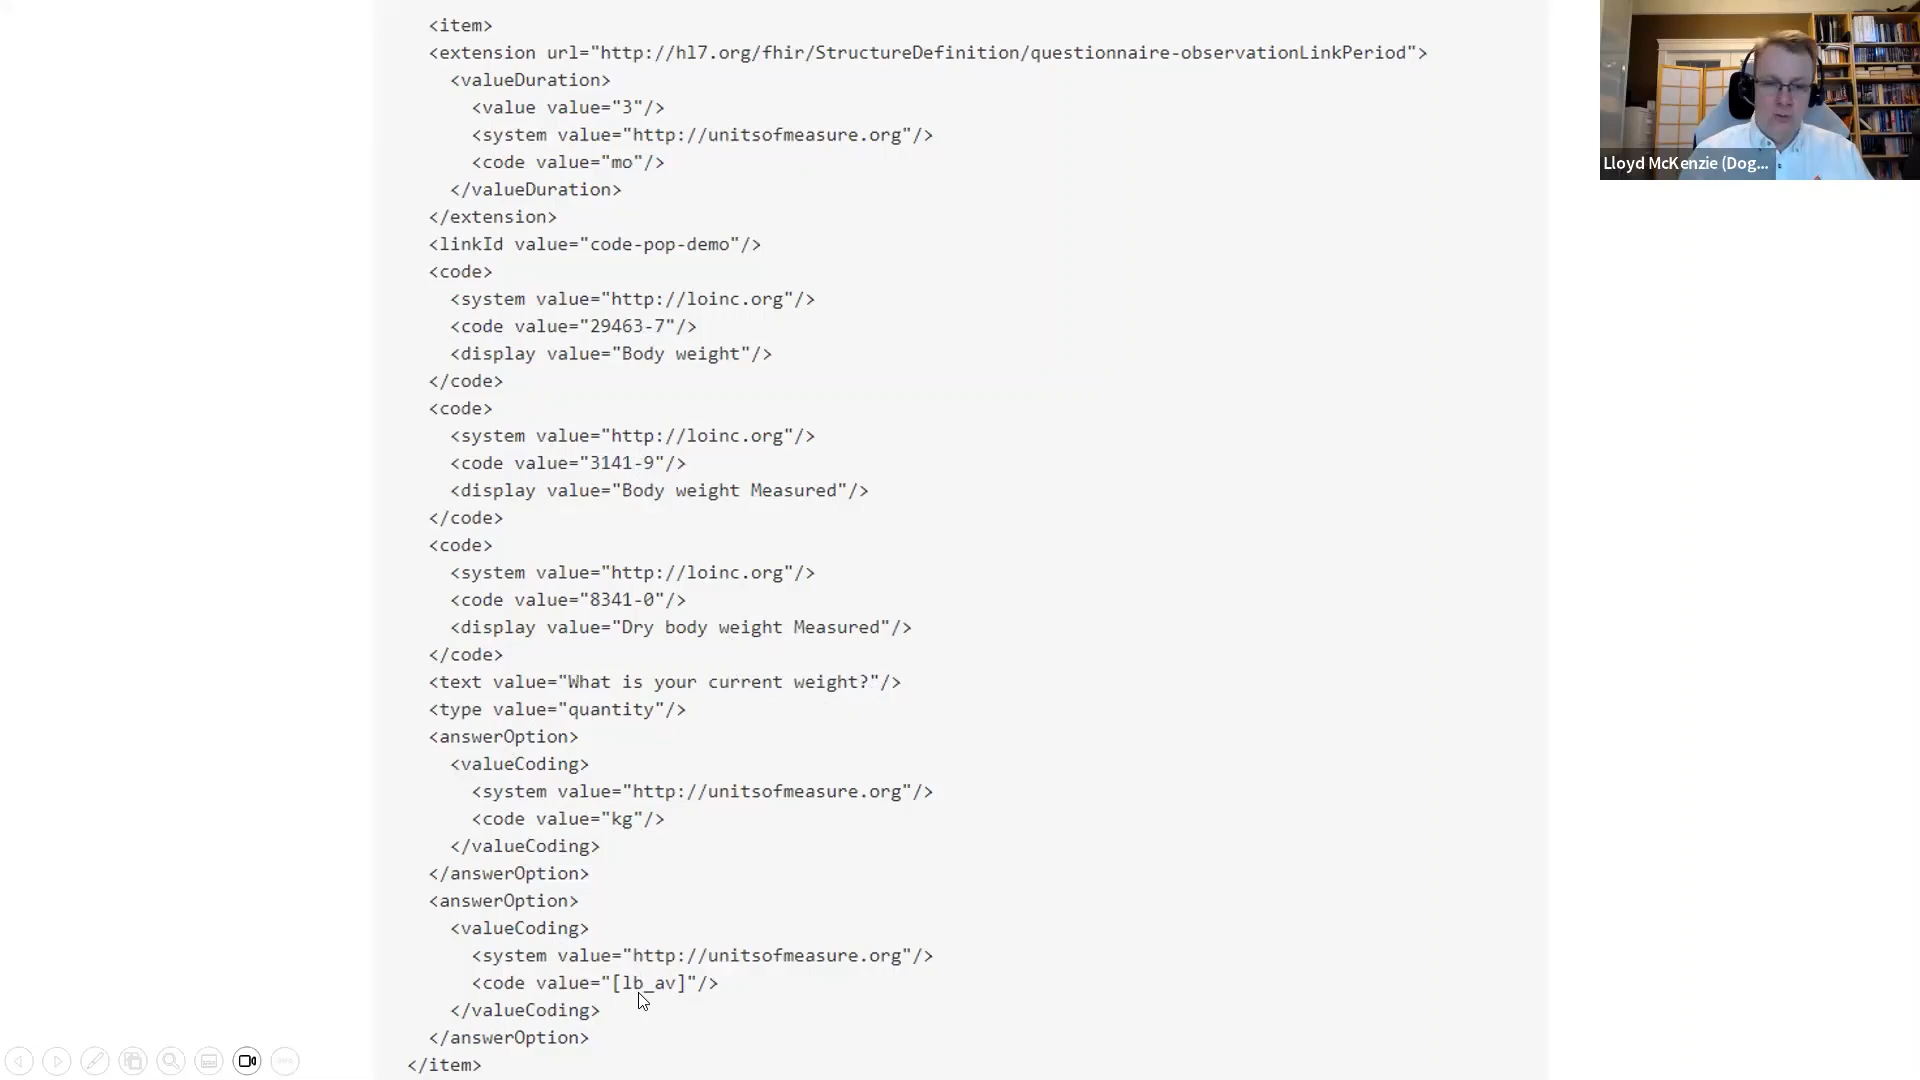 <item>
<extension url="http://hl7.org/fhir/StructureDefinition/questionnaire-observationLinkPeriod">
<valueDuration>
<value value="3"/>
<system value="http://unitsofmeasure.org"/>
<code value="mo"/>
</valueDuration>
</extension>
<linkId value="code-pop-demo"/>
<code>
<system value="http://loinc.org"/>
<code value="29463-7"/>
<display value="Body weight"/>
</code>
<code>
<system value="http://loinc.org"/>
<code value="3141-9"/>
<display value="Body weight Measured"/>
</code>
<code>
<system value="http://loinc.org"/>
<code value="8341-0"/>
<display value="Dry body weight Measured"/>
</code>
<text value="What is your current weight?"/>
<type value="quantity"/>
<answerOption>
<valueCoding>
<system value="http://unitsofmeasure.org"/>
<code value="kg"/>
</valueCoding>
</answerOption>
<answerOption>
<valueCoding>
<system value="http://unitsofmeasure.org"/>
<code value="[lb_av]"/>
</valueCoding>
</answerOption>
</item>
Lloyd McKenzie (Dog...